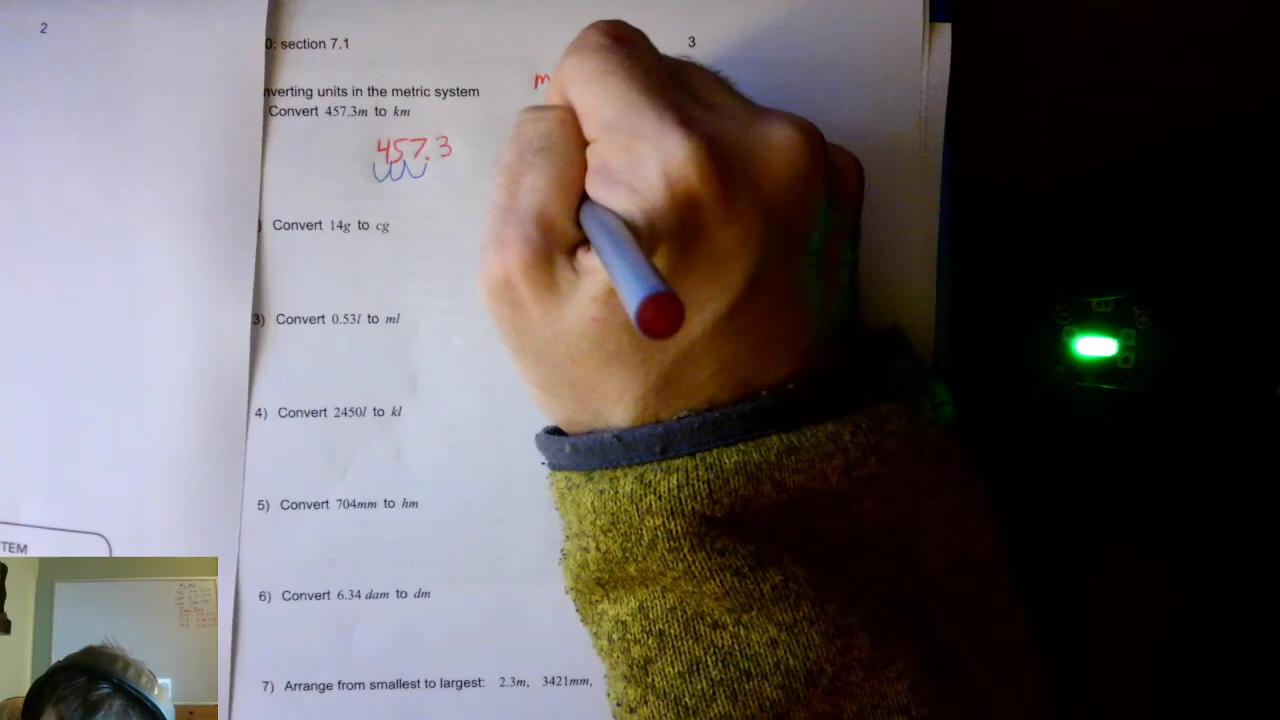 2
0: section 7.1
3
nverting units in the metric system
m
Convert 457.3m to km
457.3
) Convert 14g to cg
3) Convert 0.53l to ml
4) Convert 2450l to kl
5) Convert 704mm to hm
TEM
6) Convert 6.34 dam to dm
7) Arrange from smallest to largest: 2.3m, 3421mm,